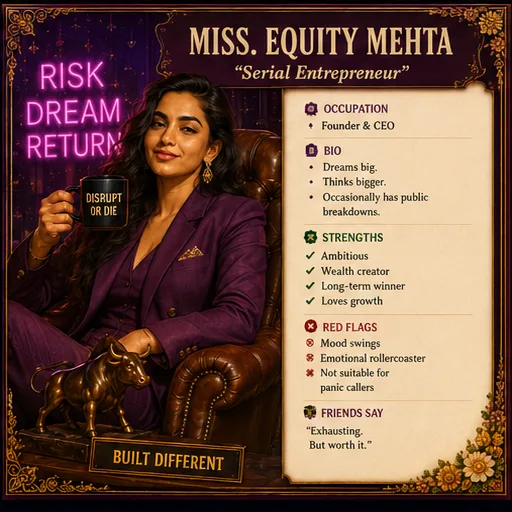 MISS. EQUITY MEHTA
“Serial Entrepreneur”
RISK
DREAM
RETURN
DISRUPT
OR DIE
OCCUPATION
Founder & CEO
BIO
Dreams big.
Thinks bigger.
Occasionally has public
breakdowns.
STRENGTHS
Ambitious
Wealth creator
Long-term winner
Loves growth
RED FLAGS
Mood swings
Emotional rollercoaster
Not suitable for
panic callers
FRIENDS SAY
“Exhausting.
But worth it.”
BUILT DIFFERENT